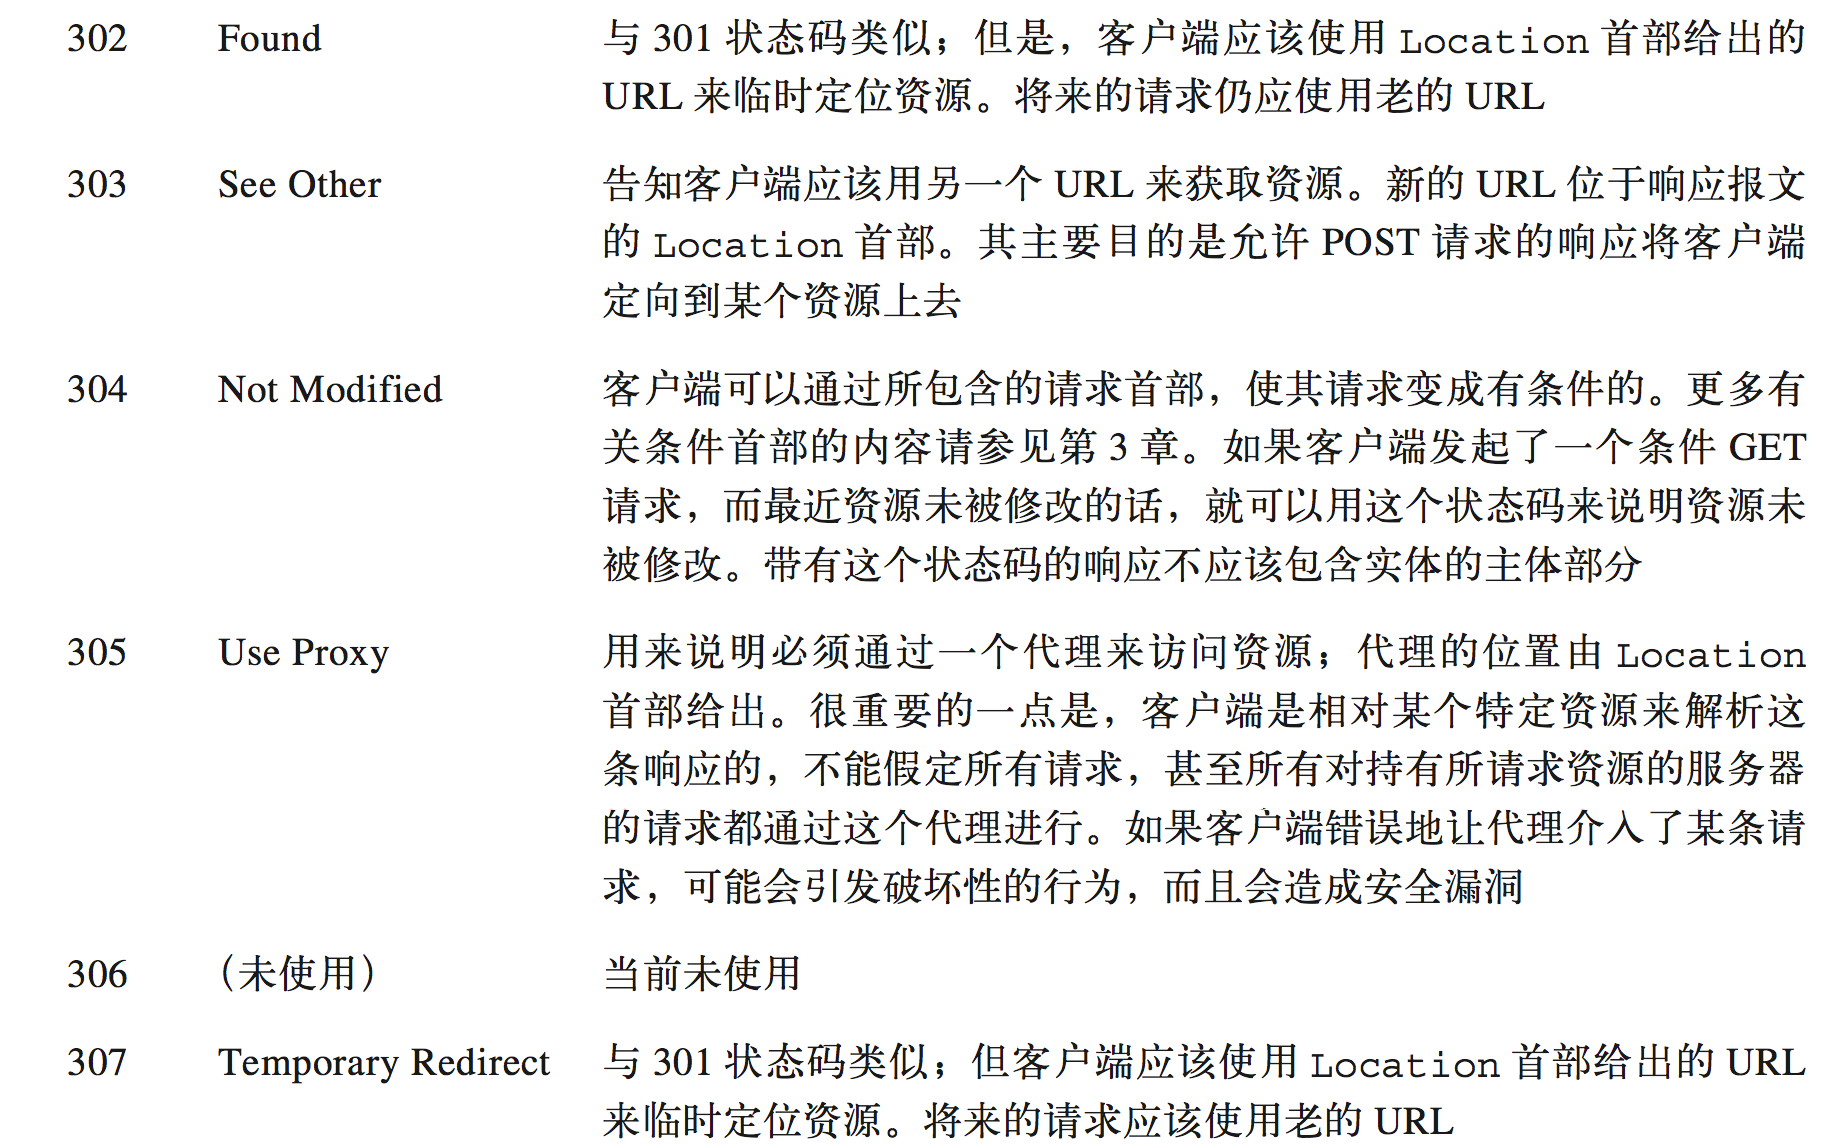 302 Found 与 301 状态码类似；但是，客户端应该使用 Location 首部给出的
URL 来临时定位资源。将来的请求仍应使用老的 URL
303 See Other 告知客户端应该用另一个 URL 来获取资源。新的 URL 位于响应报文
的 Location 首部。其主要目的是允许 POST 请求的响应将客户端
定向到某个资源上去
304 Not Modified 客户端可以通过所包含的请求首部，使其请求变成有条件的。更多有
关条件首部的内容请参见第 3 章。如果客户端发起了一个条件 GET
请求，而最近资源未被修改的话，就可以用这个状态码来说明资源未
被修改。带有这个状态码的响应不应该包含实体的主体部分
305 Use Proxy 用来说明必须通过一个代理来访问资源；代理的位置由 Location
首部给出。很重要的一点是，客户端是相对某个特定资源来解析这
条响应的，不能假定所有请求，甚至所有对持有所请求资源的服务器
的请求都通过这个代理进行。如果客户端错误地让代理介入了某条请
求，可能会引发破坏性的行为，而且会造成安全漏洞
306 （未使用） 当前未使用
307 Temporary Redirect 与 301 状态码类似；但客户端应该使用 Location 首部给出的 URL
来临时定位资源。将来的请求应该使用老的 URL